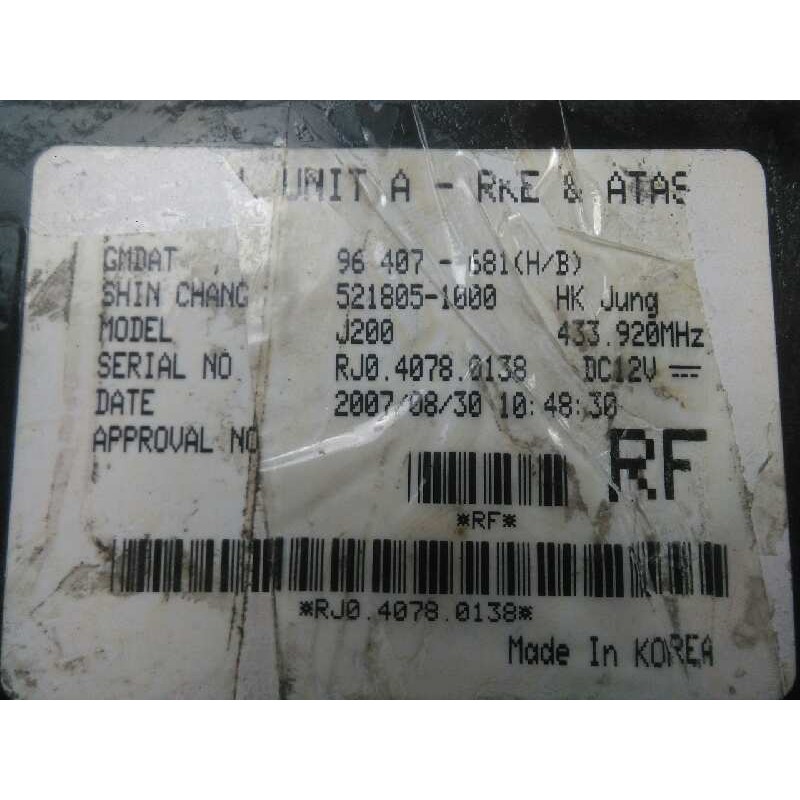 UNIT A - RKE & ATAS
GMDAT 96 407 - 681(H/B)
SHIN CHANG 521805-1000 HK Jung
MODEL J200 433.920MHz
SERIAL NO RJ0.4078.0138 DC12V
DATE 2007/08/30 10:48:30
APPROVAL NO
RF
*RF*
*RJ0.4078.0138*
Made In KOREA